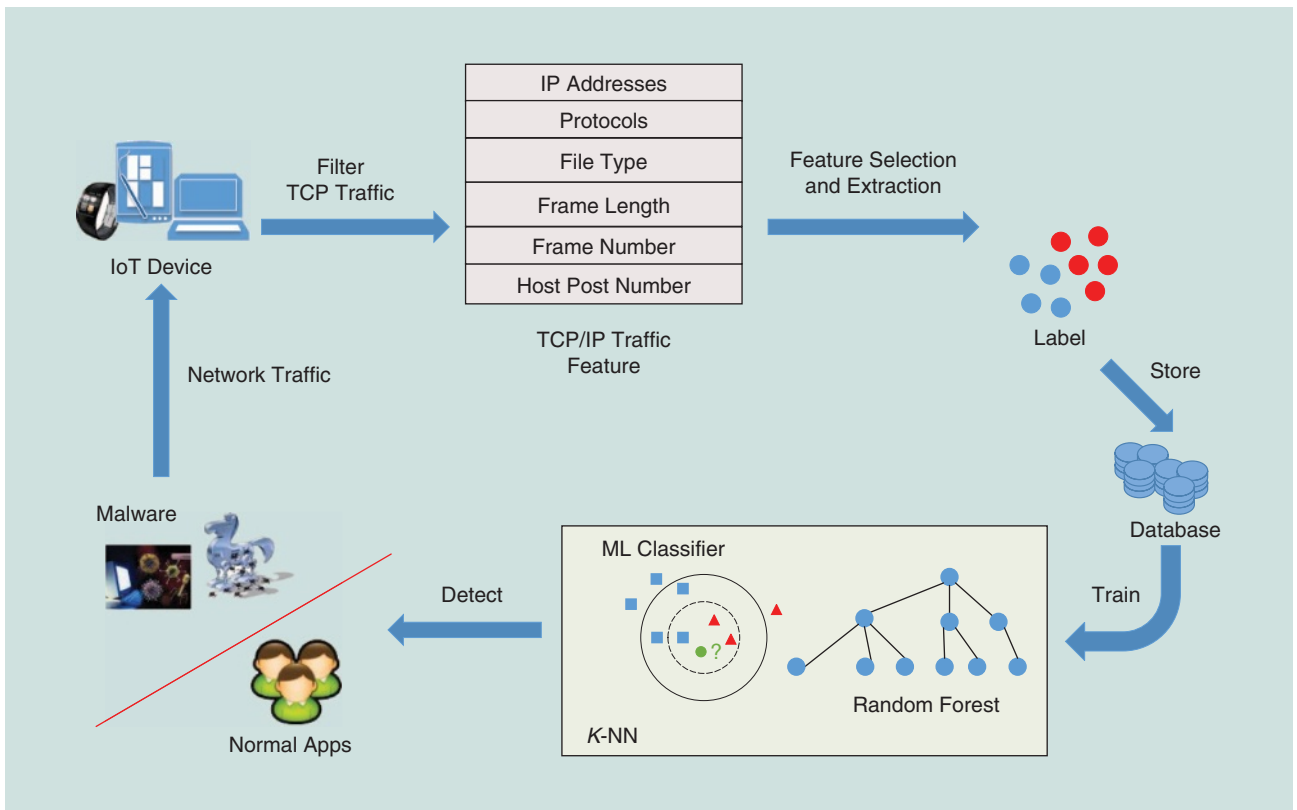 IP Addresses
Protocols
File Type
Frame Length
Frame Number
Host Post Number
TCP/IP Traffic
Feature
Filter
TCP Traffic
Feature Selection
and Extraction
IoT Device
Label
Network Traffic
Store
Malware
Database
ML Classifier
Detect
Train
?
Random Forest
K-NN
Normal Apps